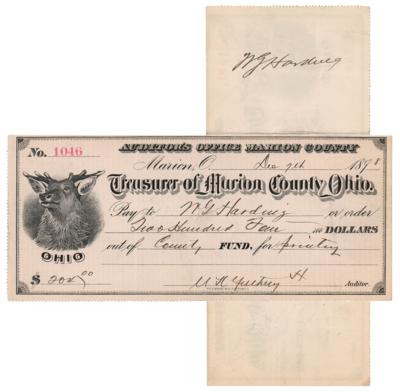 W G Harding
AUDITOR'S OFFICE MARION COUNTY
No. 1046
Marion, O. Dec 9th 1898
Treasurer of Marion County, Ohio.
Pay to W. G. Harding or order
Two Hundred Four /100 DOLLARS
out of County FUND, for printing
OHIO
$ 204.00 Auditor.